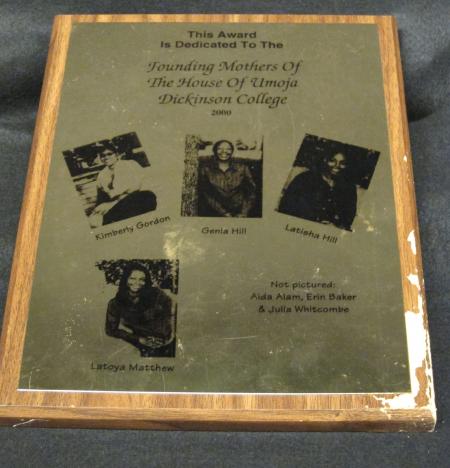 This Award
Is Dedicated To The
Founding Mothers Of
The House Of Umoja
Dickinson College
2000
Kimberly Gordon
Genia Hill
Latisha Hill
Latoya Matthew
Not pictured:
Aida Alam, Erin Baker
& Julia Whitcombe